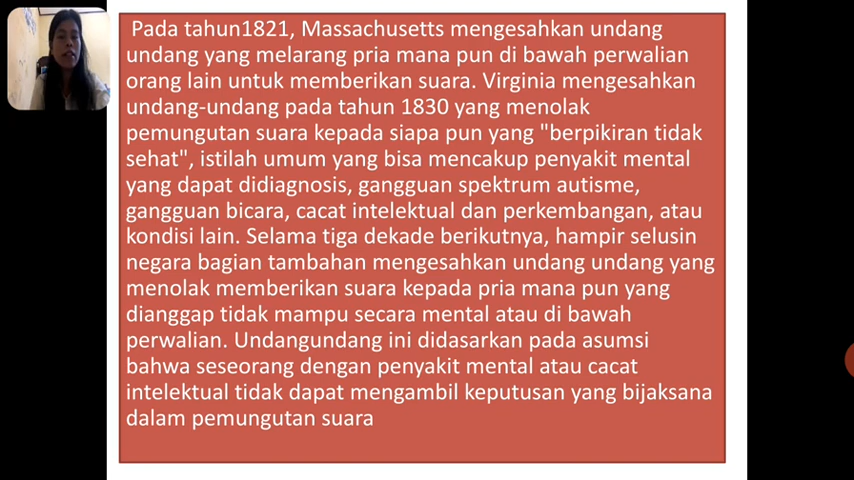 Pada tahun1821, Massachusetts mengesahkan undang
undang yang melarang pria mana pun di bawah perwalian
orang lain untuk memberikan suara. Virginia mengesahkan
undang-undang pada tahun 1830 yang menolak
pemungutan suara kepada siapa pun yang "berpikiran tidak
sehat", istilah umum yang bisa mencakup penyakit mental
yang dapat didiagnosis, gangguan spektrum autisme,
gangguan bicara, cacat intelektual dan perkembangan, atau
kondisi lain. Selama tiga dekade berikutnya, hampir selusin
negara bagian tambahan mengesahkan undang undang yang
menolak memberikan suara kepada pria mana pun yang
dianggap tidak mampu secara mental atau di bawah
perwalian. Undangundang ini didasarkan pada asumsi
bahwa seseorang dengan penyakit mental atau cacat
intelektual tidak dapat mengambil keputusan yang bijaksana
dalam pemungutan suara